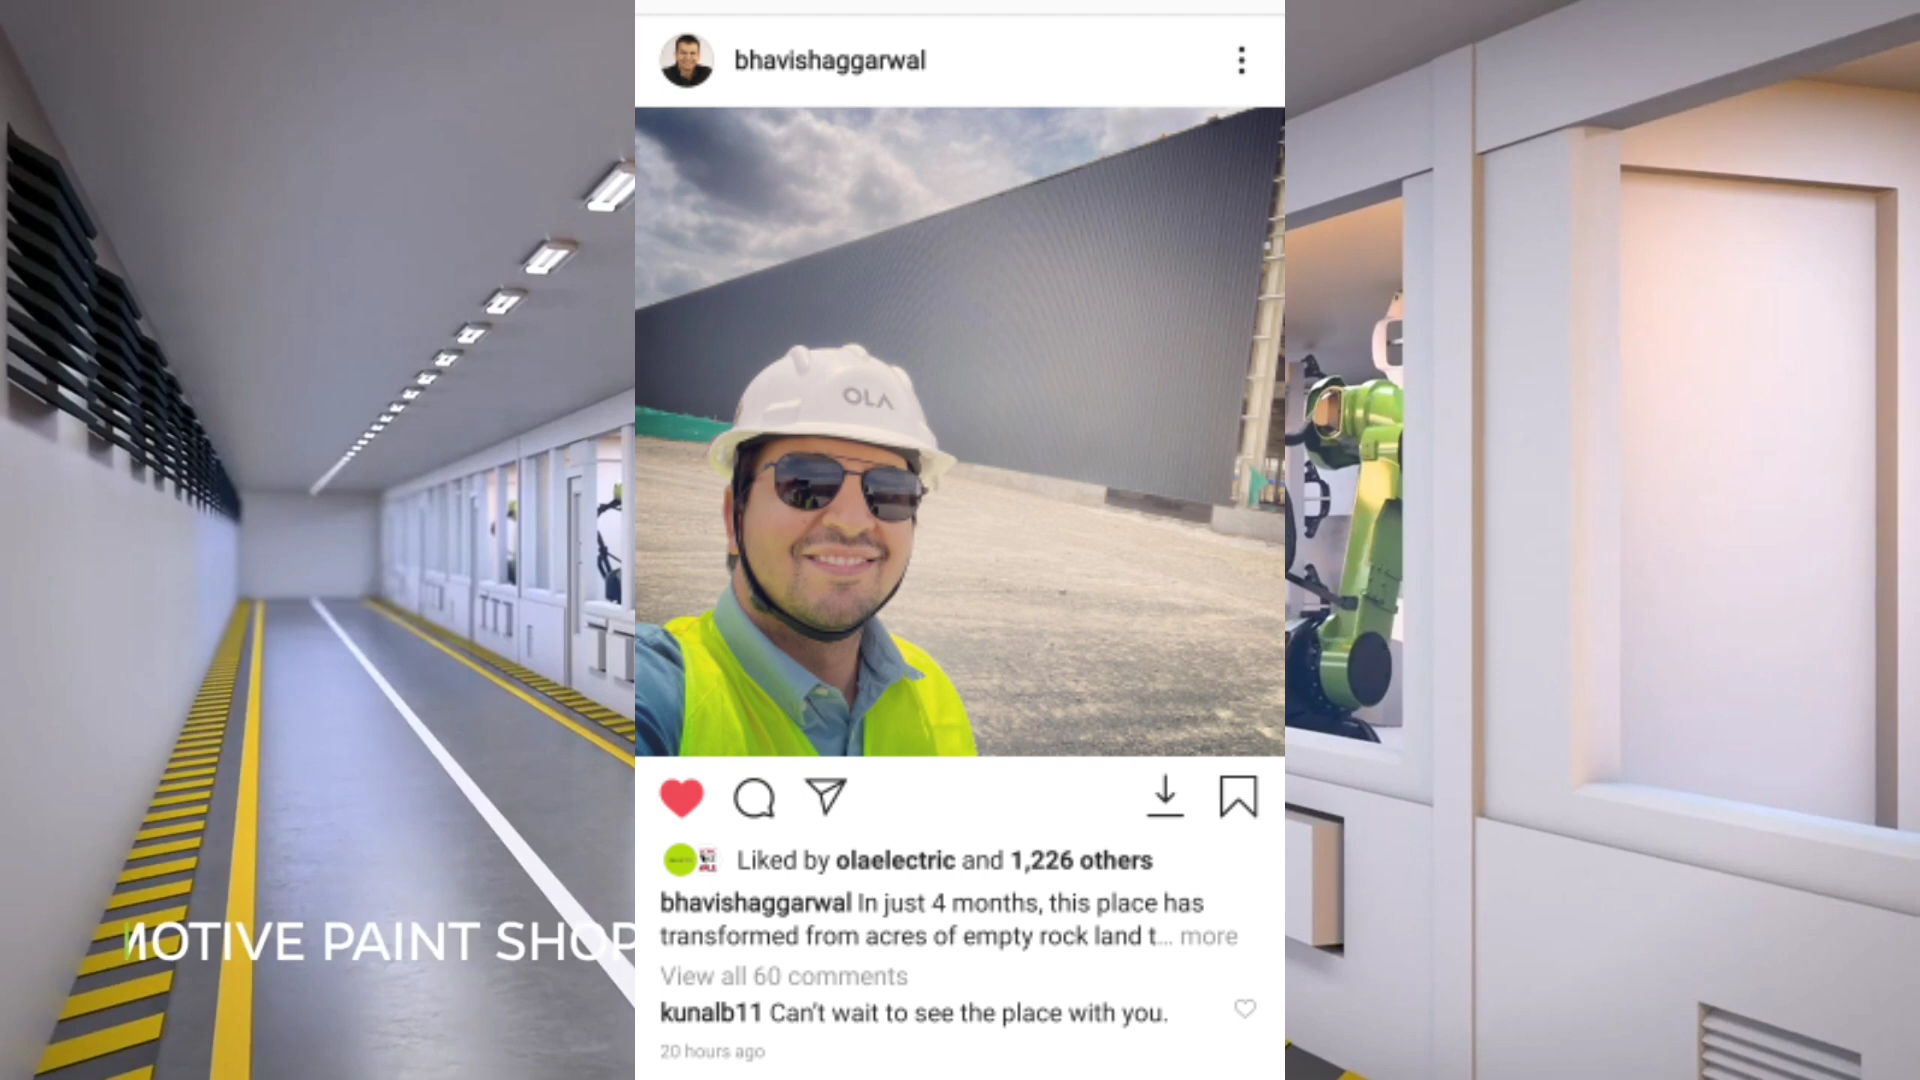 bhavishaggarwal
OLA
MOTIVE PAINT SHOP
Liked by olaelectric and 1,226 others
bhavishaggarwal In just 4 months, this place has
transformed from acres of empty rock land t... more
View all 60 comments
kunalb11 Can't wait to see the place with you.
20 hours ago